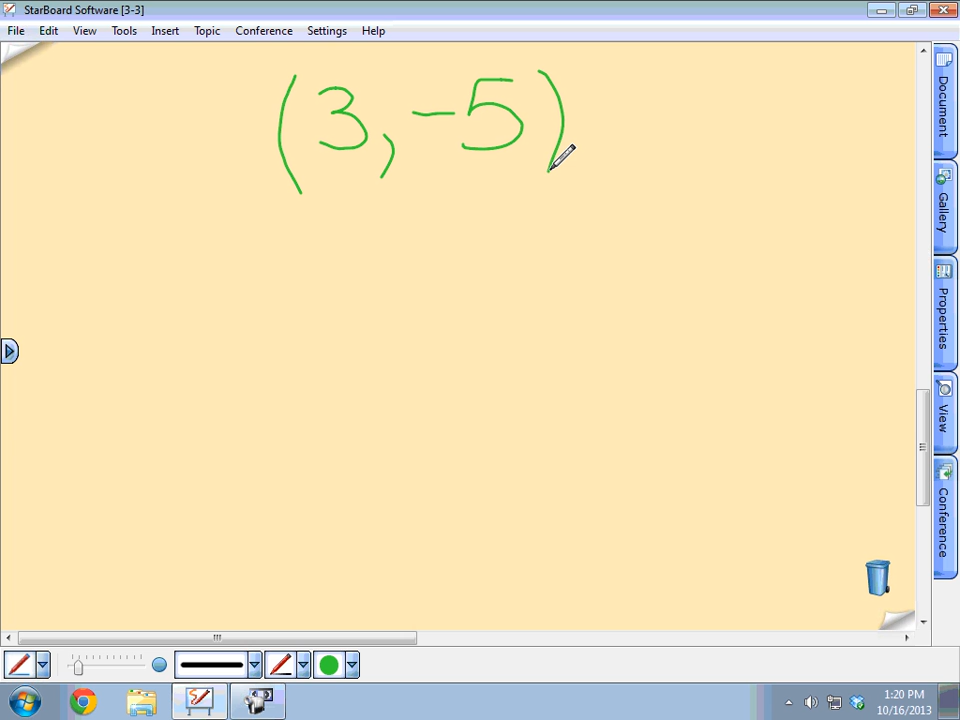 StarBoard Software [3-3]
File Edit View Tools Insert Topic Conference Settings Help
(3, -5)
Document
Gallery
Properties
View
Conference
1:20 PM
10/16/2013